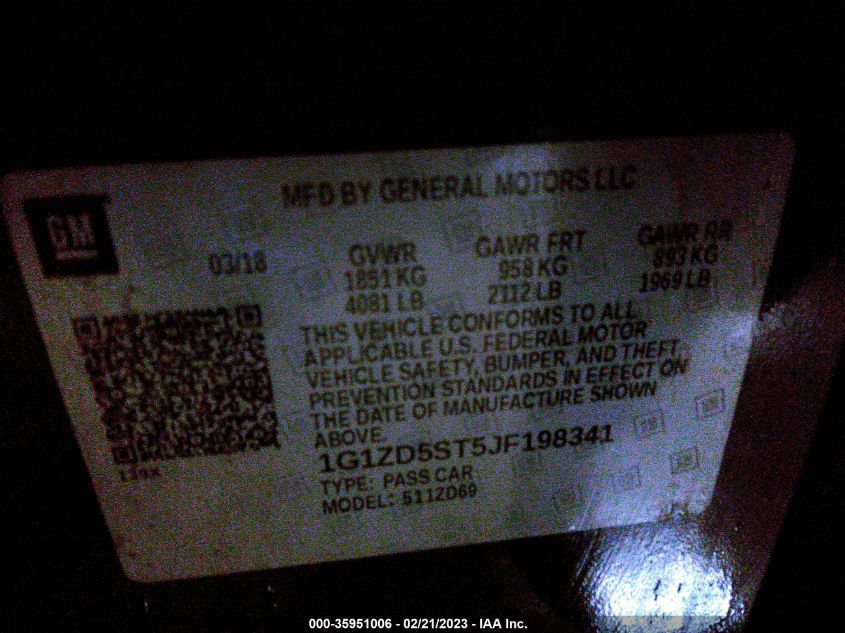 MFD BY GENERAL MOTORS LLC
GM
03/18
GVWR GAWR FRT GAWR RR
1851 KG 958 KG 893 KG
4081 LB 2112 LB 1969 LB
THIS VEHICLE CONFORMS TO ALL
APPLICABLE U.S. FEDERAL MOTOR
VEHICLE SAFETY, BUMPER, AND THEFT
PREVENTION STANDARDS IN EFFECT ON
THE DATE OF MANUFACTURE SHOWN
ABOVE.
1G1ZD5ST5JF198341
TYPE: PASS CAR
MODEL: 511ZD69
000-35951006 - 02/21/2023 - IAA Inc.